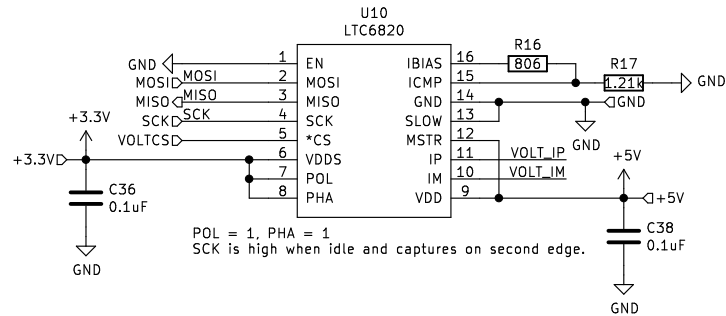 U10
LTC6820
GND 1 EN IBIAS 16 R16 806
MOSI MOSI 2 MOSI ICMP 15 R17 1.21k GND
MISO MISO 3 MISO GND 14 GND
SCK SCK 4 SCK SLOW 13 GND
VOLTCS 5 *CS MSTR 12
+3.3V
+3.3V 6 VDDS IP 11 VOLT_IP
7 POL IM 10 VOLT_IM +5V
8 PHA VDD 9 +5V
C36
0.1uF
GND
C38
0.1uF
GND
POL = 1, PHA = 1
SCK is high when idle and captures on second edge.